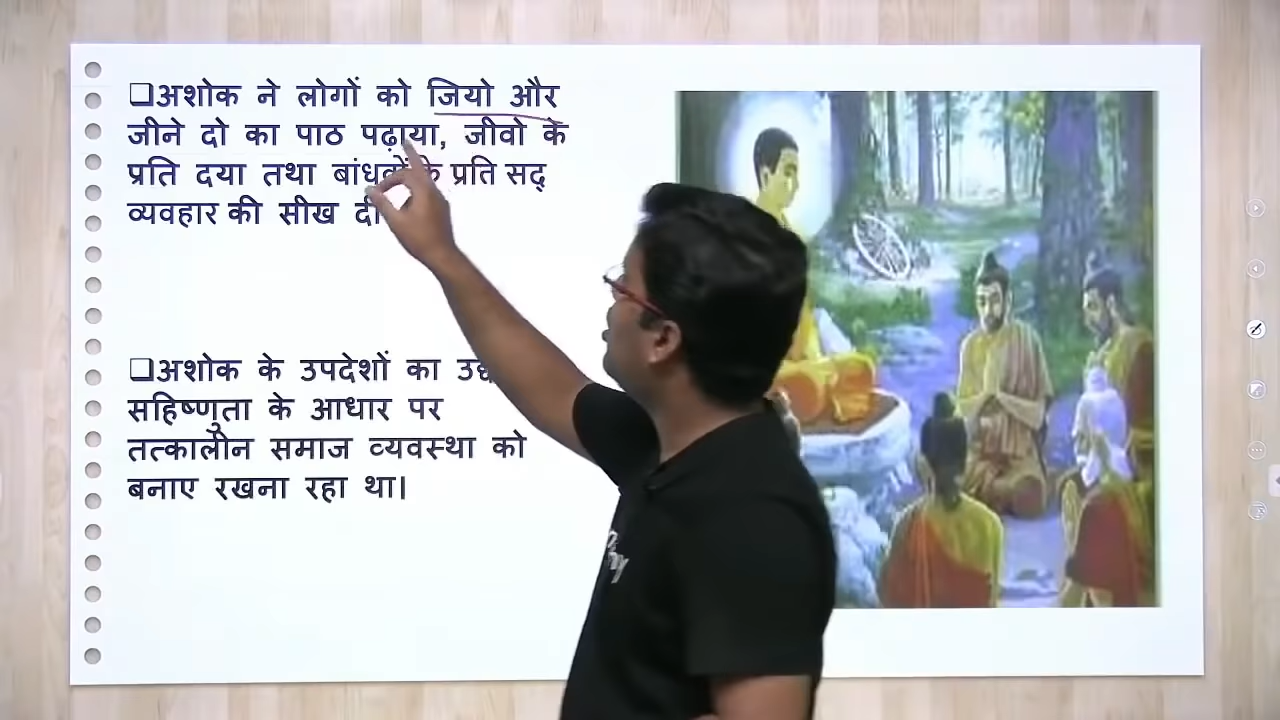 ❑अशोक ने लोगों को जियो और
जीने दो का पाठ पढ़ाया, जीवो के
प्रति दया तथा बांधवों के प्रति सद्
व्यवहार की सीख दी
❑अशोक के उपदेशों का
सहिष्णुता के आधार पर
तत्कालीन समाज व्यवस्था को
बनाए रखना रहा था।